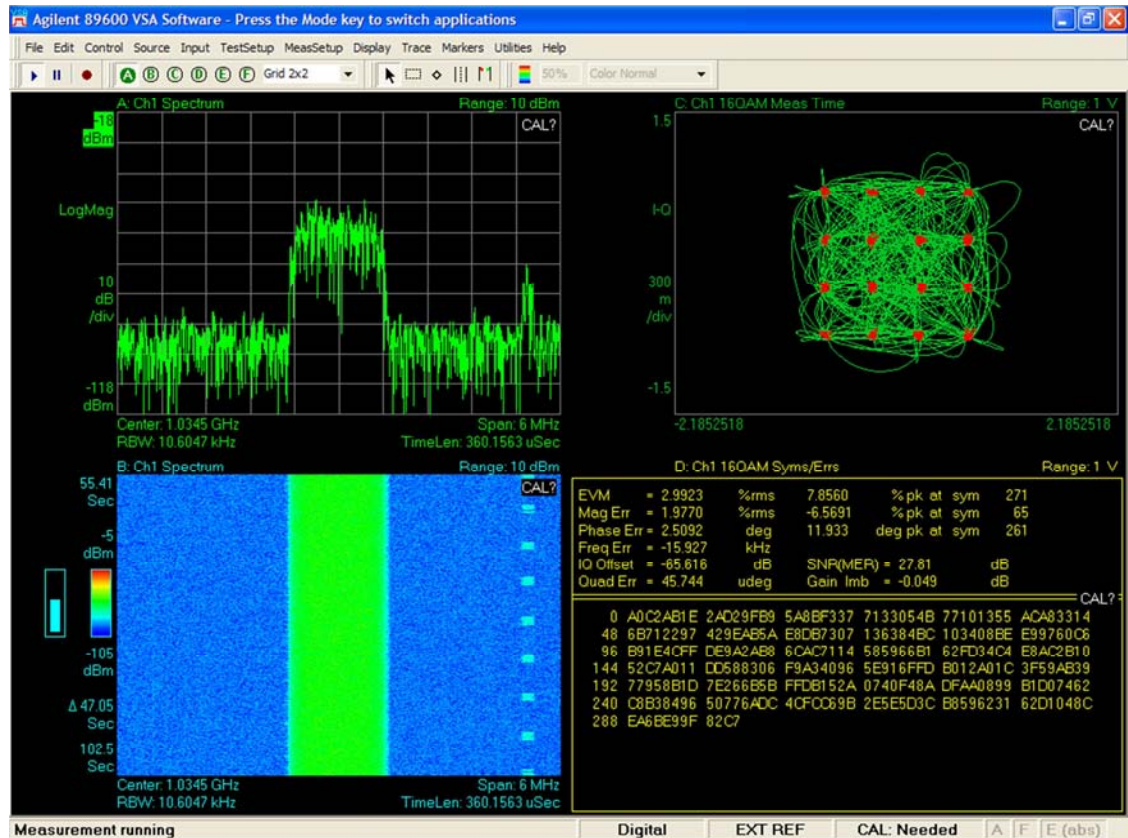 Agilent 89600 VSA Software - Press the Mode key to switch applications
File Edit Control Source Input TestSetup MeasSetup Display Trace Markers Utilities Help
A B C D E F Grid 2x2 50% Color Normal
A: Ch1 Spectrum Range: 10 dBm
-18
dBm
CAL?
LogMag
10
dB
/div
-118
dBm
Center: 1.0345 GHz Span: 6 MHz
RBW: 10.6047 kHz TimeLen: 360.1563 uSec
C: Ch1 16QAM Meas Time Range: 1 V
1.5
CAL?
I-Q
300
m
/div
-1.5
-2.1852518 2.1852518
B: Ch1 Spectrum Range: 10 dBm
55.41
Sec
CAL?
-5
dBm
-105
dBm
Δ 47.05
Sec
102.5
Sec
Center: 1.0345 GHz Span: 6 MHz
RBW: 10.6047 kHz TimeLen: 360.1563 uSec
D: Ch1 16QAM Syms/Errs Range: 1 V
EVM = 2.9923 %rms 7.8560 % pk at sym 271
Mag Err = 1.9770 %rms -6.5691 % pk at sym 65
Phase Err = 2.5092 deg 11.933 deg pk at sym 261
Freq Err = -15.927 kHz
IQ Offset = -65.616 dB SNR(MER) = 27.81 dB
Quad Err = 45.744 udeg Gain Imb = -0.049 dB
CAL?
0 A0C2AB1E 2AD29FB9 5A8BF337 7133054B 77101355 ACA83314
48 6B712297 429EAB5A E8DB7307 136384BC 103408BE E99760C6
96 B91E4CFF DE9A2AB8 6CAC7114 585966B1 62FD34C4 E8AC2B10
144 52C7A011 DD588306 F9A34096 5E916FFD B012A01C 3F59AB39
192 77958B1D 7E266B5B FFDB152A 0740F48A DFAA0899 B1D07462
240 C8B38496 50776ADC 4CFCC69B 2E5E5D3C B8596231 62D1048C
288 EA6BE99F 82C7
Measurement running Digital EXT REF CAL: Needed A F E (abs)